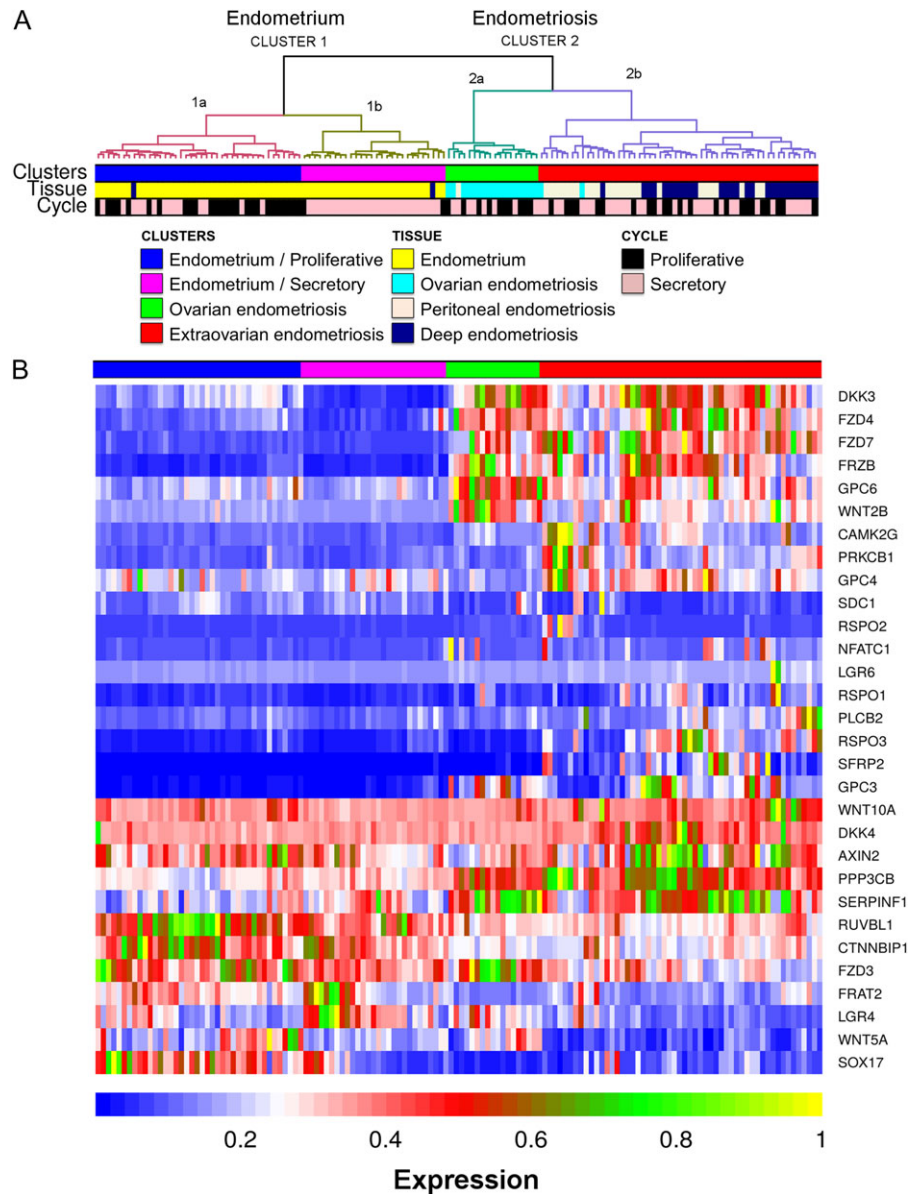 A
Endometrium Endometriosis
CLUSTER 1 CLUSTER 2
2a 2b
1a 1b
Clusters
Tissue
Cycle
CLUSTERS TISSUE CYCLE
Endometrium / Proliferative Endometrium Proliferative
Endometrium / Secretory Ovarian endometriosis Secretory
Ovarian endometriosis Peritoneal endometriosis
Extraovarian endometriosis Deep endometriosis
B
DKK3
FZD4
FZD7
FRZB
GPC6
WNT2B
CAMK2G
PRKCB1
GPC4
SDC1
RSPO2
NFATC1
LGR6
RSPO1
PLCB2
RSPO3
SFRP2
GPC3
WNT10A
DKK4
AXIN2
PPP3CB
SERPINF1
RUVBL1
CTNNBIP1
FZD3
FRAT2
LGR4
WNT5A
SOX17
0.2 0.4 0.6 0.8 1
Expression